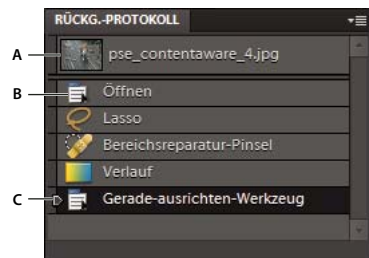 RÜCKG.-PROTOKOLL
A pse_contentaware_4.jpg
B Öffnen
Lasso
Bereichsreparatur-Pinsel
Verlauf
C Gerade-ausrichten-Werkzeug